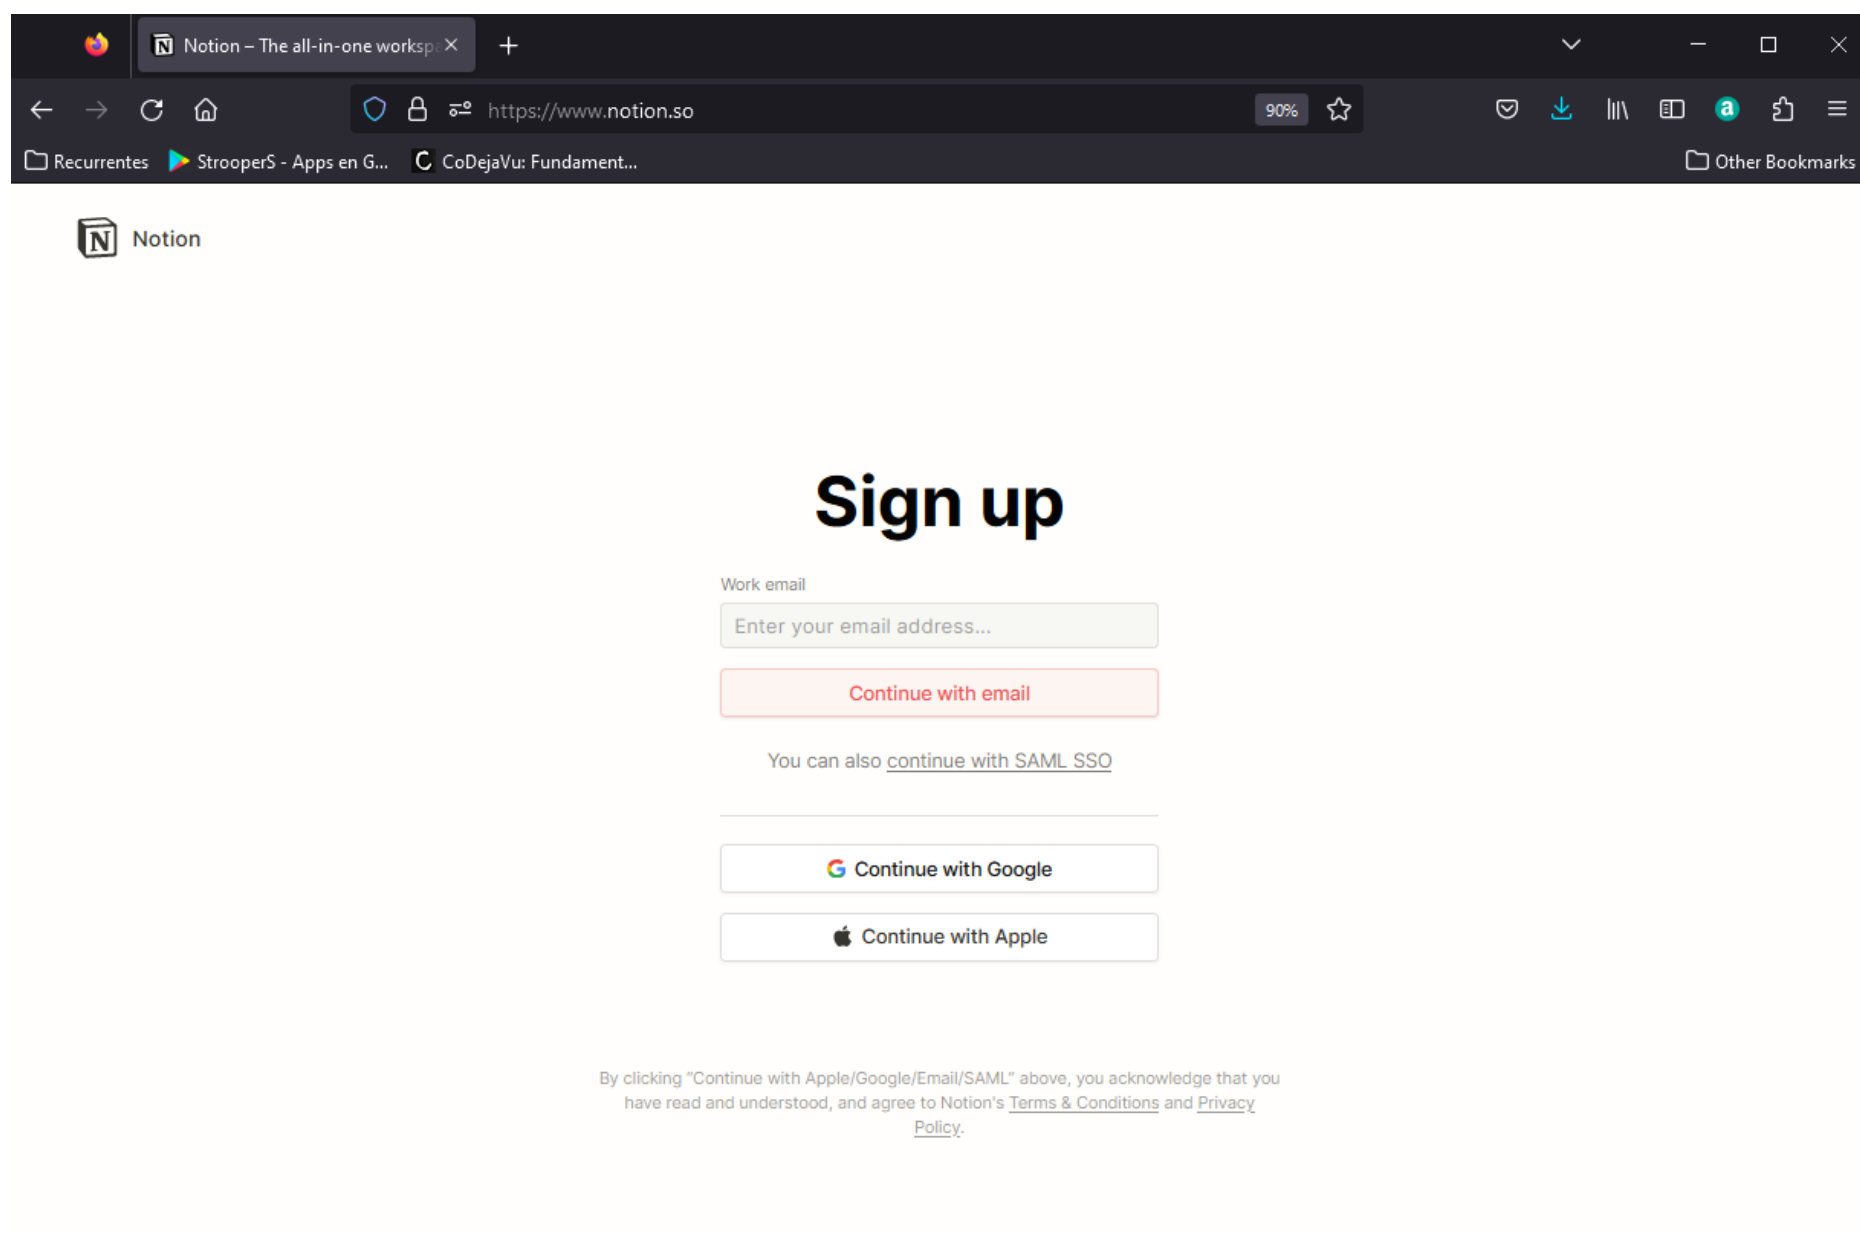 Notion – The all-in-one worksp
https://www.notion.so
90%
Recurrentes
StrooperS - Apps en G...
CoDejaVu: Fundament...
Other Bookmarks
Notion
Sign up
Work email
Enter your email address...
Continue with email
You can also continue with SAML SSO
Continue with Google
Continue with Apple
By clicking “Continue with Apple/Google/Email/SAML” above, you acknowledge that you
have read and understood, and agree to Notion's Terms & Conditions and Privacy
Policy.